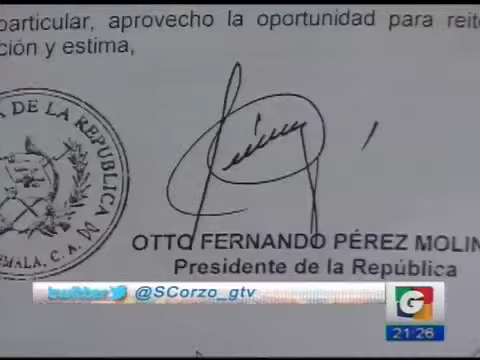 particular, aprovecho la oportunidad para reite
ción y estima,
A DE LA REPUBLICA
MALA, C. A.
OTTO FERNANDO PÉREZ MOLIN
Presidente de la República
twitter @SCorzo_gtv
G
21:26